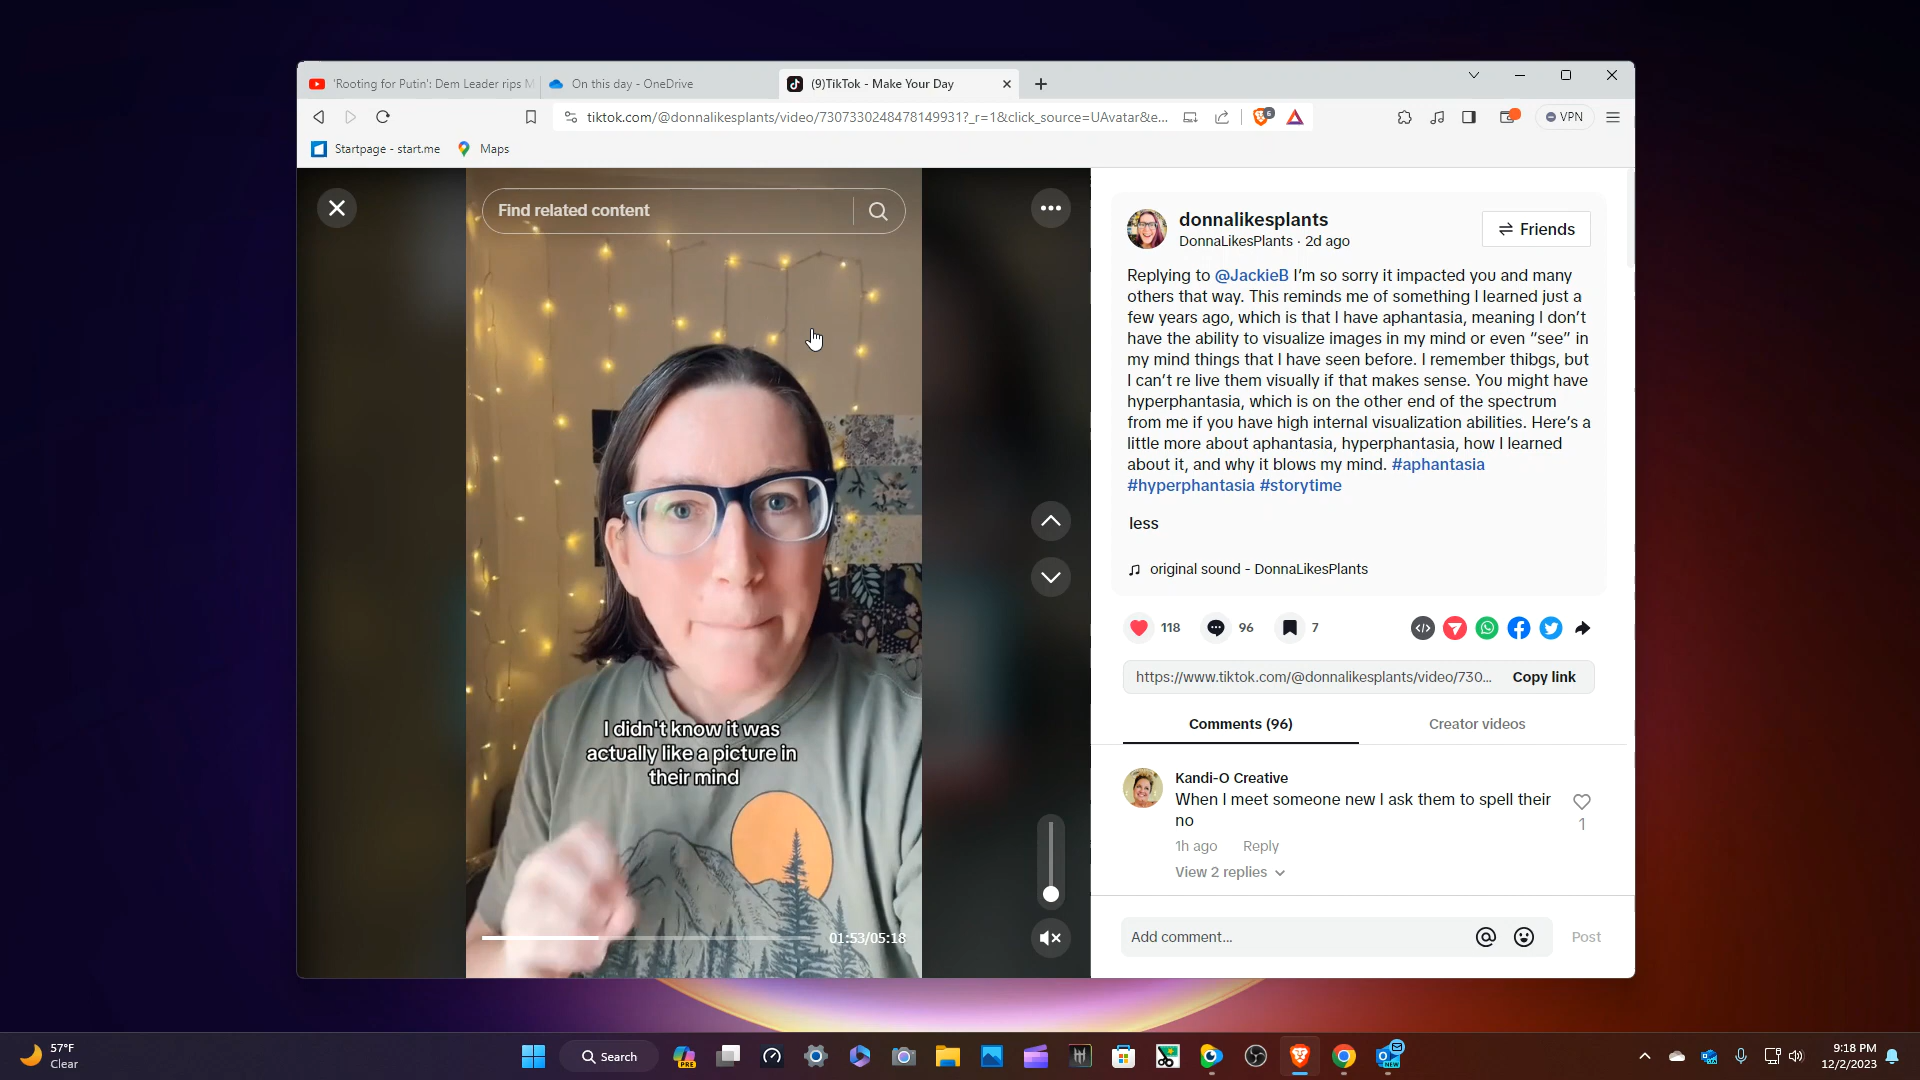 'Rooting for Putin': Dem Leader rips M
On this day - OneDrive
(9)TikTok - Make Your Day
tiktok.com/@donnalikesplants/video/7307330248478149931?_r=1&click_source=UAvatar&e...
6
VPN
Startpage - start.me
Maps
Find related content
I didn't know it was
actually like a picture in
their mind
01:53/05:18
donnalikesplants
DonnaLikesPlants · 2d ago
Friends
Replying to @JackieB I'm so sorry it impacted you and many
others that way. This reminds me of something I learned just a
few years ago, which is that I have aphantasia, meaning I don't
have the ability to visualize images in my mind or even “see” in
my mind things that I have seen before. I remember thibgs, but
I can't re live them visually if that makes sense. You might have
hyperphantasia, which is on the other end of the spectrum
from me if you have high internal visualization abilities. Here's a
little more about aphantasia, hyperphantasia, how I learned
about it, and why it blows my mind. #aphantasia
#hyperphantasia #storytime
less
original sound - DonnaLikesPlants
118
96
7
https://www.tiktok.com/@donnalikesplants/video/730...
Copy link
Comments (96)
Creator videos
Kandi-O Creative
When I meet someone new I ask them to spell their
no
1
1h ago
Reply
View 2 replies
Add comment...
Post
57°F
Clear
Search
PRE
NEW
9:18 PM
12/2/2023